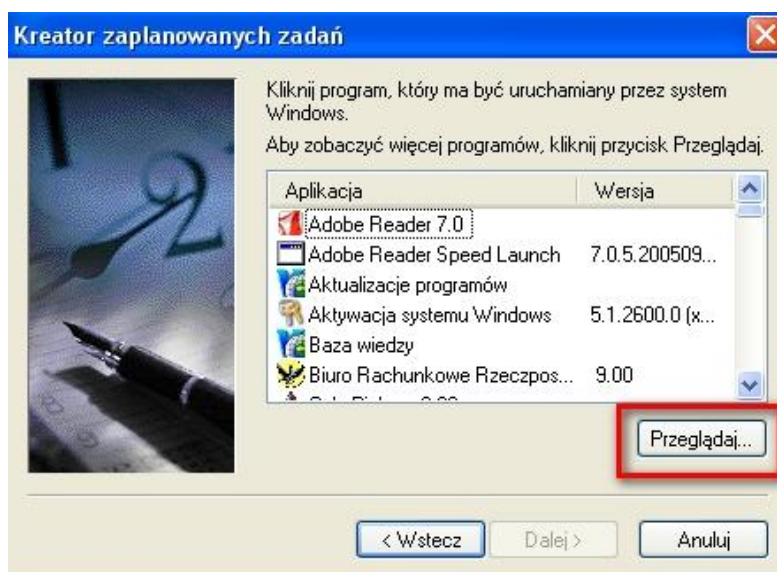 Kreator zaplanowanych zadań
Kliknij program, który ma być uruchamiany przez system
Windows.
Aby zobaczyć więcej programów, kliknij przycisk Przeglądaj.
Aplikacja Wersja
Adobe Reader 7.0
Adobe Reader Speed Launch 7.0.5.200509...
Aktualizacje programów
Aktywacja systemu Windows 5.1.2600.0 (x...
Baza wiedzy
Biuro Rachunkowe Rzeczpos... 9.00
Przeglądaj...
< Wstecz Dalej > Anuluj